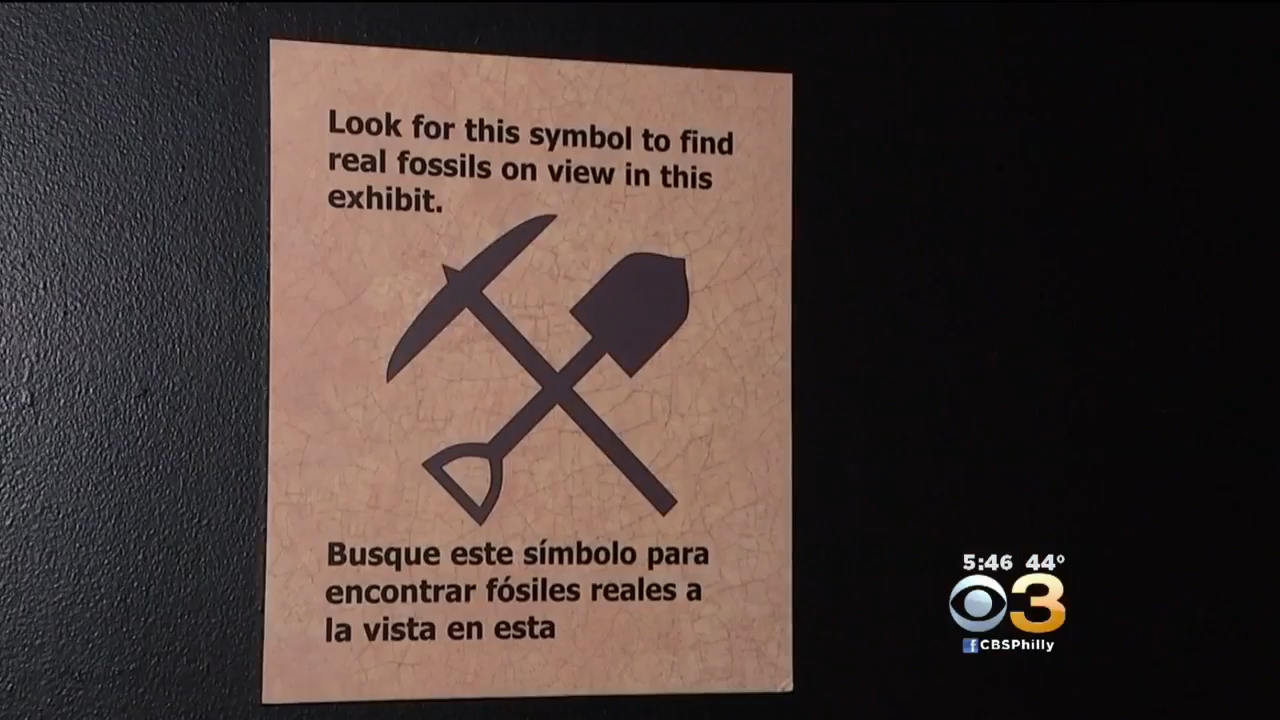 Look for this symbol to find
real fossils on view in this
exhibit.
Busque este símbolo para
encontrar fósiles reales a
la vista en esta
5:46 44°
3
f CBSPhilly